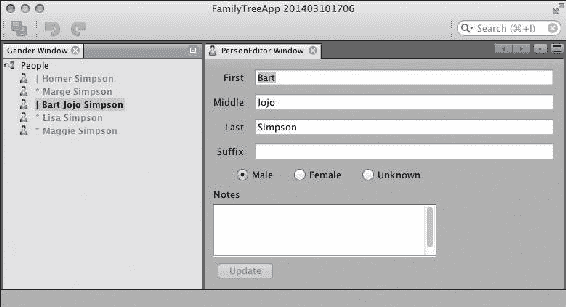 FamilyTreeApp 201403101706
Search (⌘+I)
Gender Window
PersonEditor Window
People
| Homer Simpson
* Marge Simpson
| Bart Jojo Simpson
* Lisa Simpson
* Maggie Simpson
First Bart
Middle Jojo
Last Simpson
Suffix
Male Female Unknown
Notes
Update